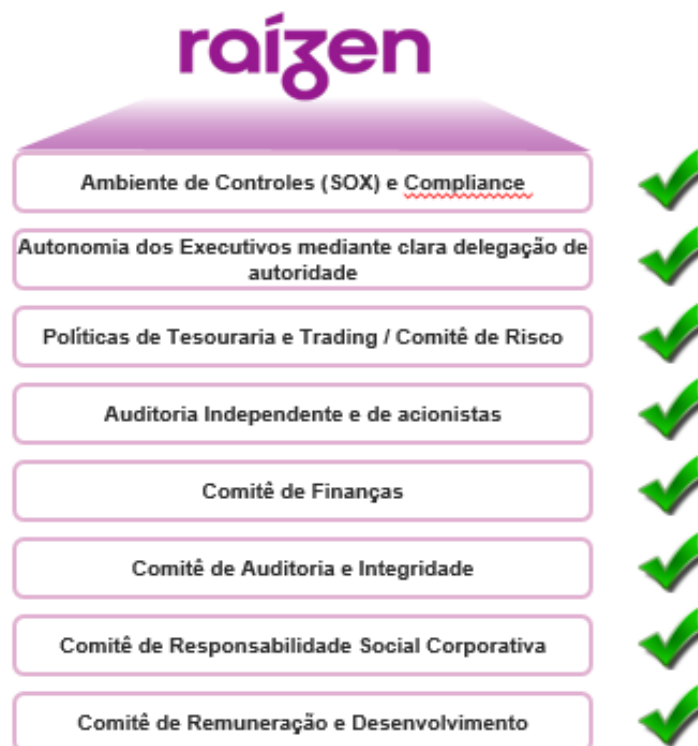 raízen
Ambiente de Controles (SOX) e Compliance
Autonomia dos Executivos mediante clara delegação de
autoridade
Políticas de Tesouraria e Trading / Comitê de Risco
Auditoria Independente e de acionistas
Comitê de Finanças
Comitê de Auditoria e Integridade
Comitê de Responsabilidade Social Corporativa
Comitê de Remuneração e Desenvolvimento